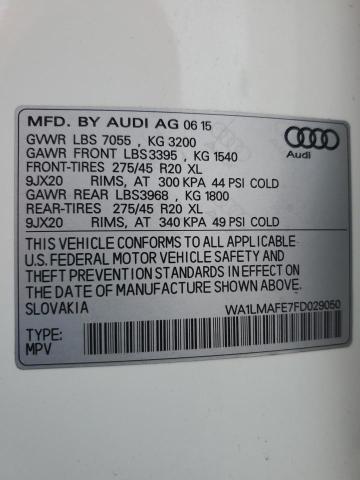 MFD. BY AUDI AG 06 15
GVWR LBS 7055 , KG 3200
GAWR FRONT LBS3395 , KG 1540
FRONT-TIRES 275/45 R20 XL
9JX20 RIMS, AT 300 KPA 44 PSI COLD
GAWR REAR LBS3968 , KG 1800
REAR-TIRES 275/45 R20 XL
9JX20 RIMS, AT 340 KPA 49 PSI COLD
Audi
THIS VEHICLE CONFORMS TO ALL APPLICABLE
U.S. FEDERAL MOTOR VEHICLE SAFETY AND
THEFT PREVENTION STANDARDS IN EFFECT ON
THE DATE OF MANUFACTURE SHOWN ABOVE.
SLOVAKIA WA1LMAFE7FD029050
TYPE:
MPV